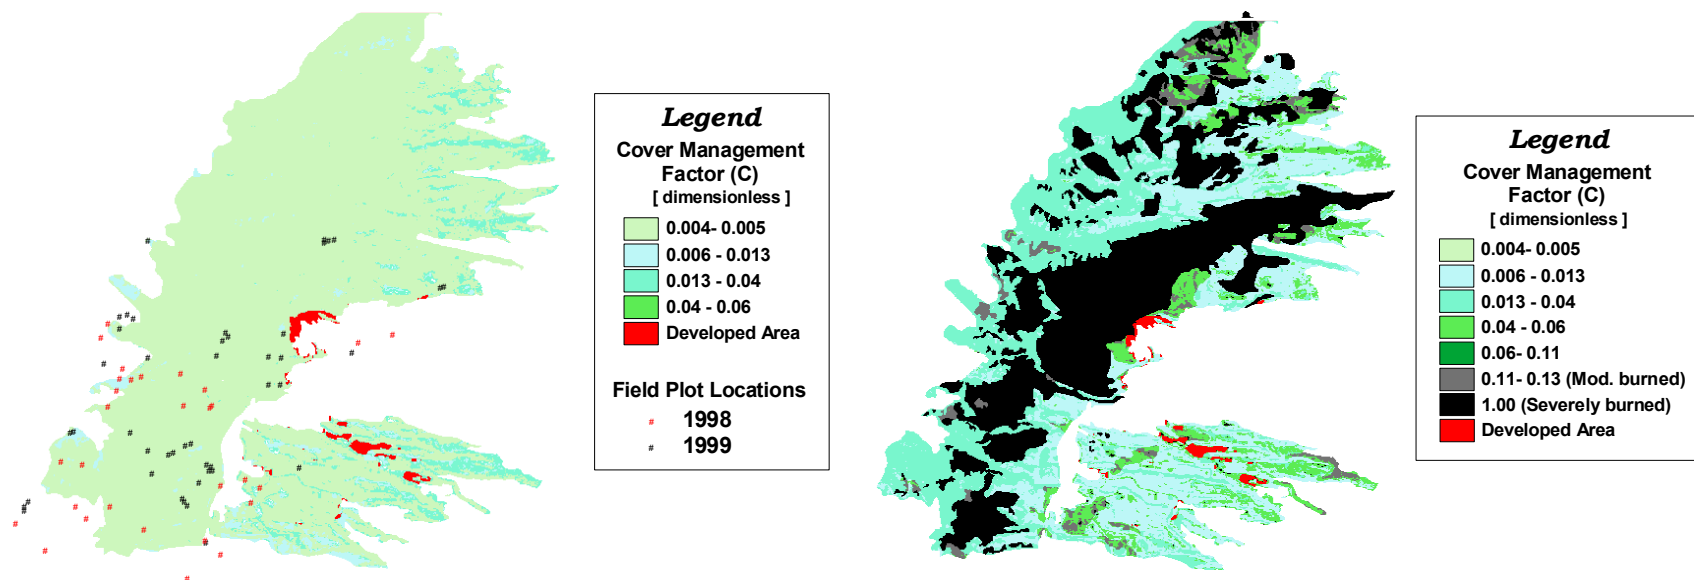 Legend
Cover Management
Factor (C)
[ dimensionless ]
0.004- 0.005
0.006 - 0.013
0.013 - 0.04
0.04 - 0.06
Developed Area
Field Plot Locations
# 1998
# 1999
Legend
Cover Management
Factor (C)
[ dimensionless ]
0.004- 0.005
0.006 - 0.013
0.013 - 0.04
0.04 - 0.06
0.06- 0.11
0.11- 0.13 (Mod. burned)
1.00 (Severely burned)
Developed Area